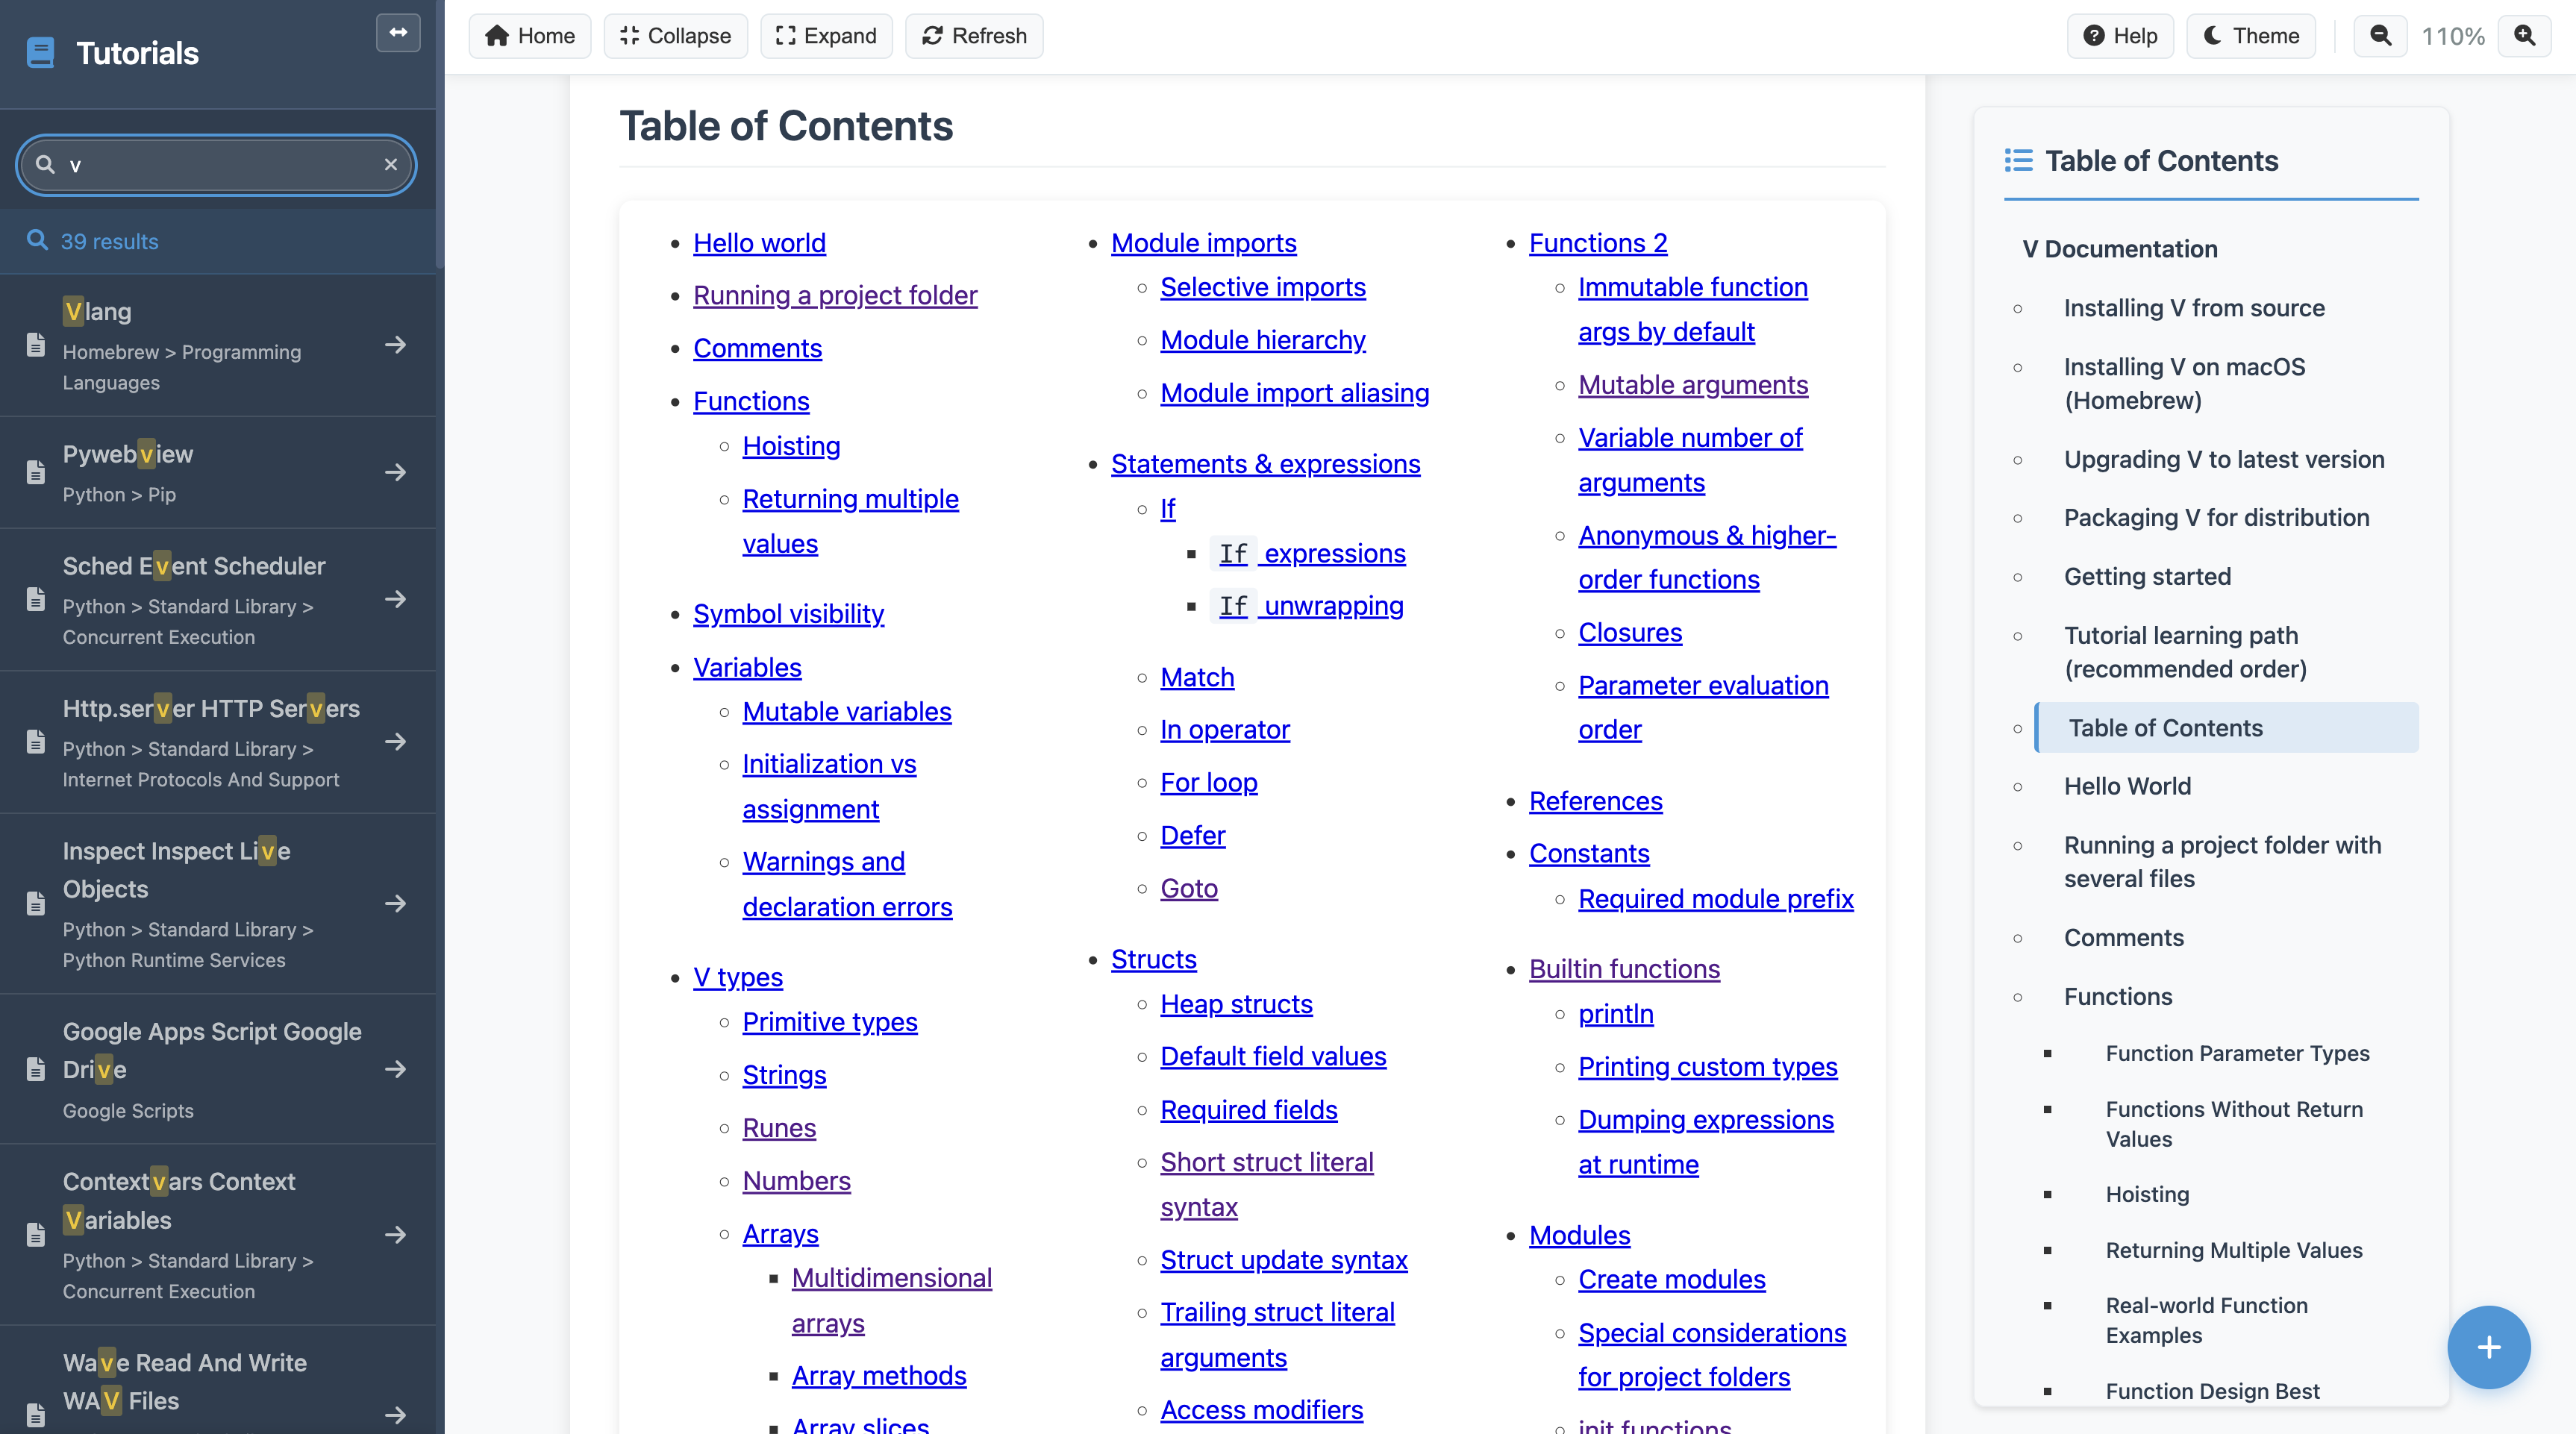 Tutorials
v
39 results
Vlang
Homebrew > Programming
Languages
Pywebview
Python > Pip
Sched Event Scheduler
Python > Standard Library >
Concurrent Execution
Http.server HTTP Servers
Python > Standard Library >
Internet Protocols And Support
Inspect Inspect Live
Objects
Python > Standard Library >
Python Runtime Services
Google Apps Script Google
Drive
Google Scripts
Contextvars Context
Variables
Python > Standard Library >
Concurrent Execution
Wave Read And Write
WAV Files
Home
Collapse
Expand
Refresh
Help
Theme
110%
Table of Contents
Hello world
Running a project folder
Comments
Functions
Hoisting
Returning multiple
values
Symbol visibility
Variables
Mutable variables
Initialization vs
assignment
Warnings and
declaration errors
V types
Primitive types
Strings
Runes
Numbers
Arrays
Multidimensional
arrays
Array methods
Array slices
Module imports
Selective imports
Module hierarchy
Module import aliasing
Statements & expressions
If
If expressions
If unwrapping
Match
In operator
For loop
Defer
Goto
Structs
Heap structs
Default field values
Required fields
Short struct literal
syntax
Struct update syntax
Trailing struct literal
arguments
Access modifiers
Functions 2
Immutable function
args by default
Mutable arguments
Variable number of
arguments
Anonymous & higher-
order functions
Closures
Parameter evaluation
order
References
Constants
Required module prefix
Builtin functions
println
Printing custom types
Dumping expressions
at runtime
Modules
Create modules
Special considerations
for project folders
init functions
Table of Contents
V Documentation
Installing V from source
Installing V on macOS
(Homebrew)
Upgrading V to latest version
Packaging V for distribution
Getting started
Tutorial learning path
(recommended order)
Table of Contents
Hello World
Running a project folder with
several files
Comments
Functions
Function Parameter Types
Functions Without Return
Values
Hoisting
Returning Multiple Values
Real-world Function
Examples
Function Design Best